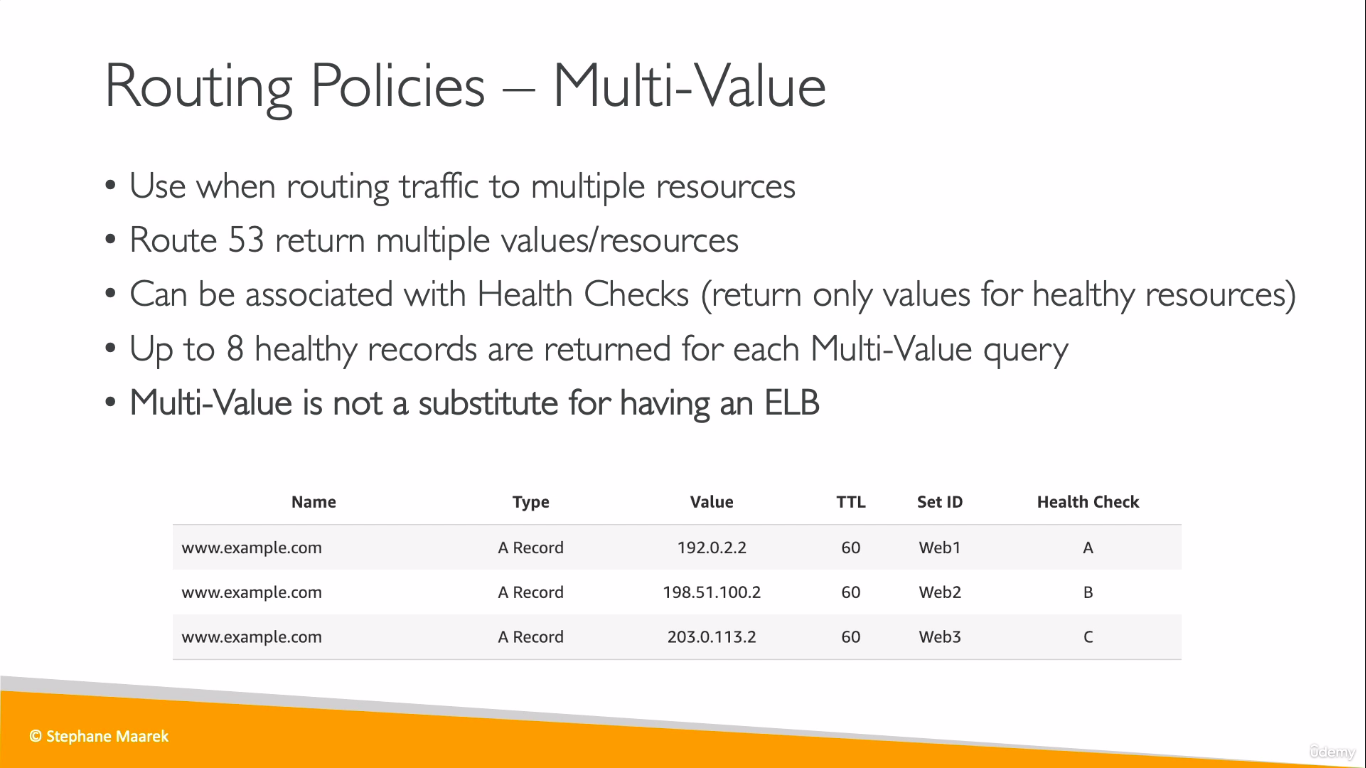 Routing Policies – Multi-Value
• Use when routing traffic to multiple resources
• Route 53 return multiple values/resources
• Can be associated with Health Checks (return only values for healthy resources)
• Up to 8 healthy records are returned for each Multi-Value query
• Multi-Value is not a substitute for having an ELB
Name Type Value TTL Set ID Health Check
www.example.com A Record 192.0.2.2 60 Web1 A
www.example.com A Record 198.51.100.2 60 Web2 B
www.example.com A Record 203.0.113.2 60 Web3 C
© Stephane Maarek
ûdemy